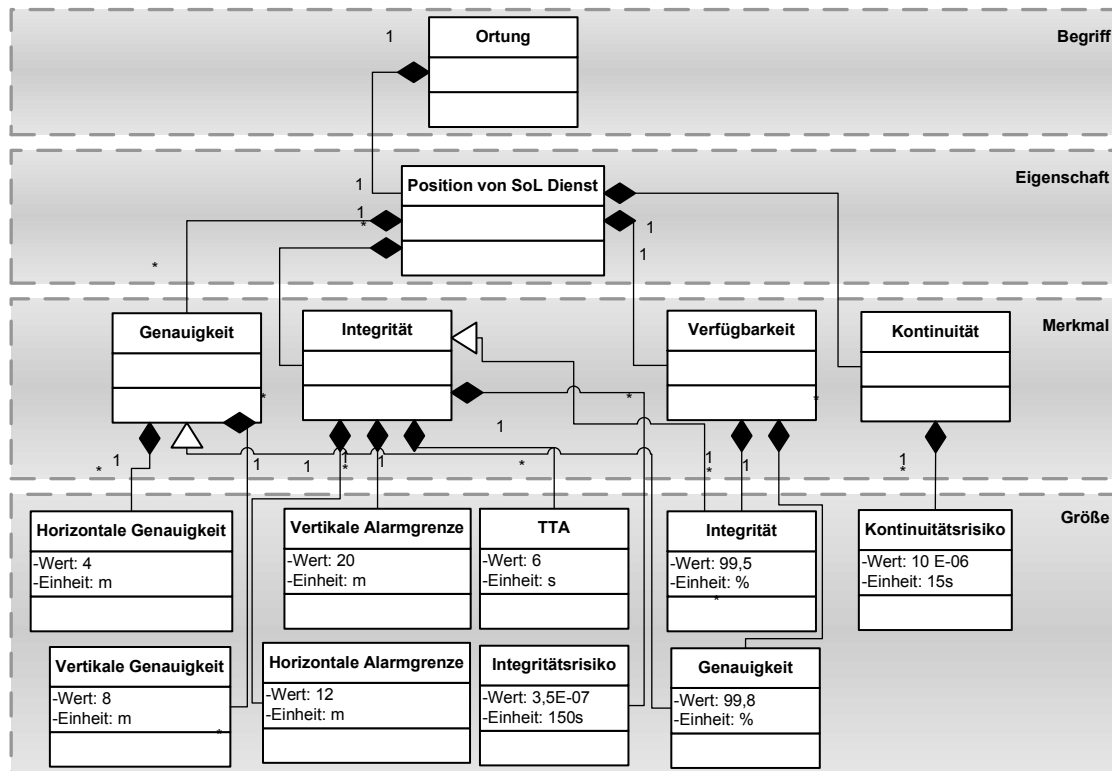 1
Ortung
Begriff
Position von SoL Dienst
Eigenschaft
1
1
*
1
1
*
Genauigkeit
Integrität
Verfügbarkeit
Kontinuität
Merkmal
*
*
*
1
*
1
1
1
*
1
1
*
1
*
1
1
*
Horizontale Genauigkeit
-Wert: 4
-Einheit: m
Vertikale Alarmgrenze
-Wert: 20
-Einheit: m
TTA
-Wert: 6
-Einheit: s
Integrität
-Wert: 99,5
-Einheit: %
*
Kontinuitätsrisiko
-Wert: 10 E-06
-Einheit: 15s
Größe
Vertikale Genauigkeit
-Wert: 8
-Einheit: m
*
Horizontale Alarmgrenze
-Wert: 12
-Einheit: m
Integritätsrisiko
-Wert: 3,5E-07
-Einheit: 150s
Genauigkeit
-Wert: 99,8
-Einheit: %